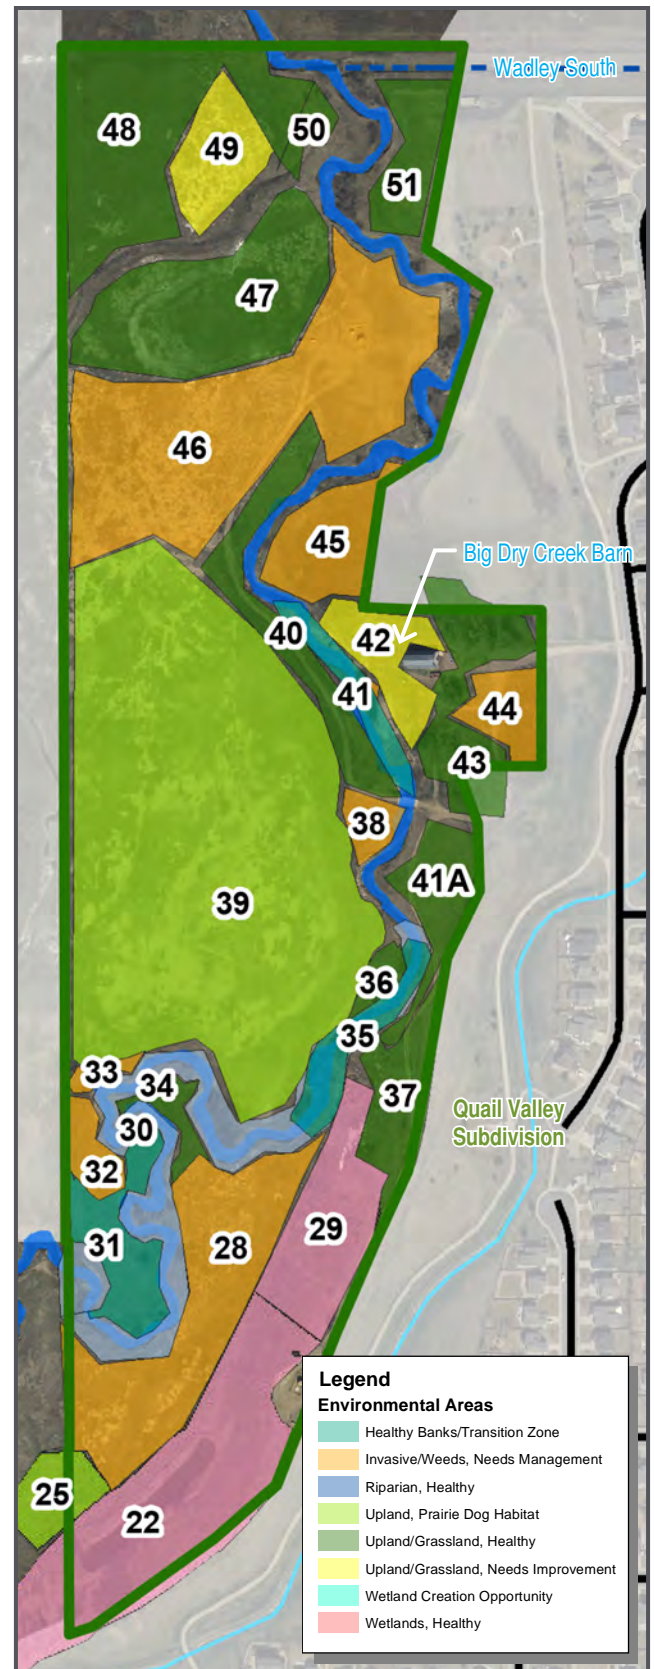 Wadley South
48
49
50
51
47
46
45
Big Dry Creek Barn
40
42
41
44
43
38
41A
39
36
35
33
34
37
30
Quail Valley
Subdivision
32
31
28
29
25
22
Legend
Environmental Areas
Healthy Banks/Transition Zone
Invasive/Weeds, Needs Management
Riparian, Healthy
Upland, Prairie Dog Habitat
Upland/Grassland, Healthy
Upland/Grassland, Needs Improvement
Wetland Creation Opportunity
Wetlands, Healthy